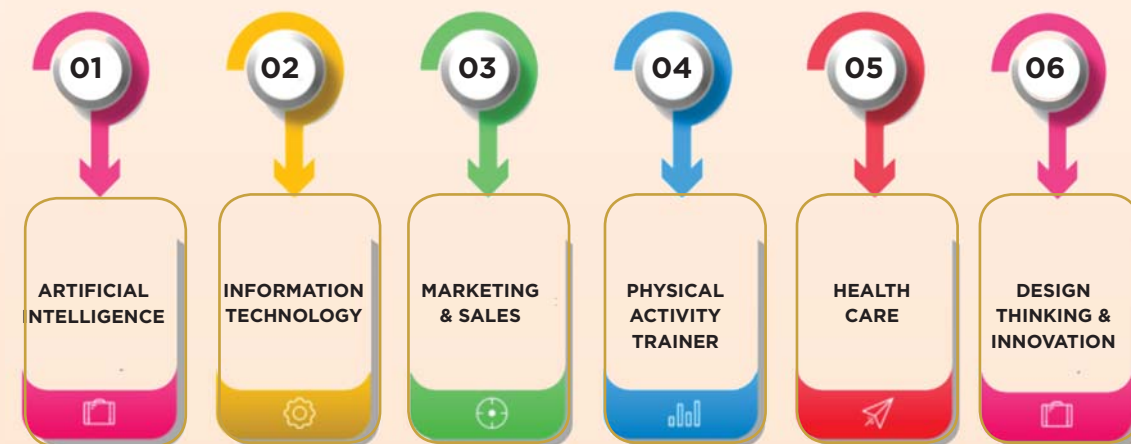 01
02
03
04
05
06
ARTIFICIAL
INTELLIGENCE
INFORMATION
TECHNOLOGY
MARKETING
& SALES
PHYSICAL
ACTIVITY
TRAINER
HEALTH
CARE
DESIGN
THINKING &
INNOVATION